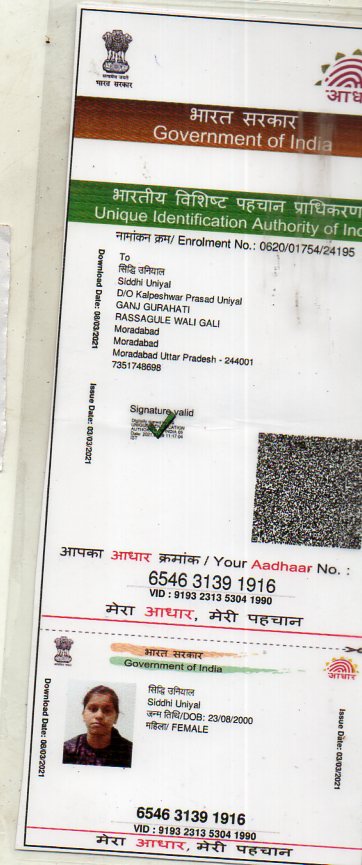 सत्यमेव जयते
भारत सरकार
आधा
भारत सरकार
Government of India
भारतीय विशिष्ट पहचान प्राधिकरण
Unique Identification Authority of Inc
नामांकन क्रम/ Enrolment No.: 0620/01754/24195
Download Date: 06/03/2021
To
सिद्धि उनियाल
Siddhi Uniyal
D/O Kalpeshwar Prasad Uniyal
GANJ GURAHATI
RASSAGULE WALI GALI
Moradabad
Moradabad
Moradabad Uttar Pradesh - 244001
7351748698
Issue Date: 03/03/2021
Signature valid
आपका आधार क्रमांक / Your Aadhaar No. :
6546 3139 1916
VID : 9193 2313 5304 1990
मेरा आधार, मेरी पहचान
भारत सरकार
Government of India
आधार
Download Date: 06/03/2021
सिद्धि उनियाल
Siddhi Uniyal
जन्म तिथि/DOB: 23/08/2000
महिला/ FEMALE
Issue Date: 03/03/2021
6546 3139 1916
VID : 9193 2313 5304 1990
मेरा आधार, मेरी पहचान